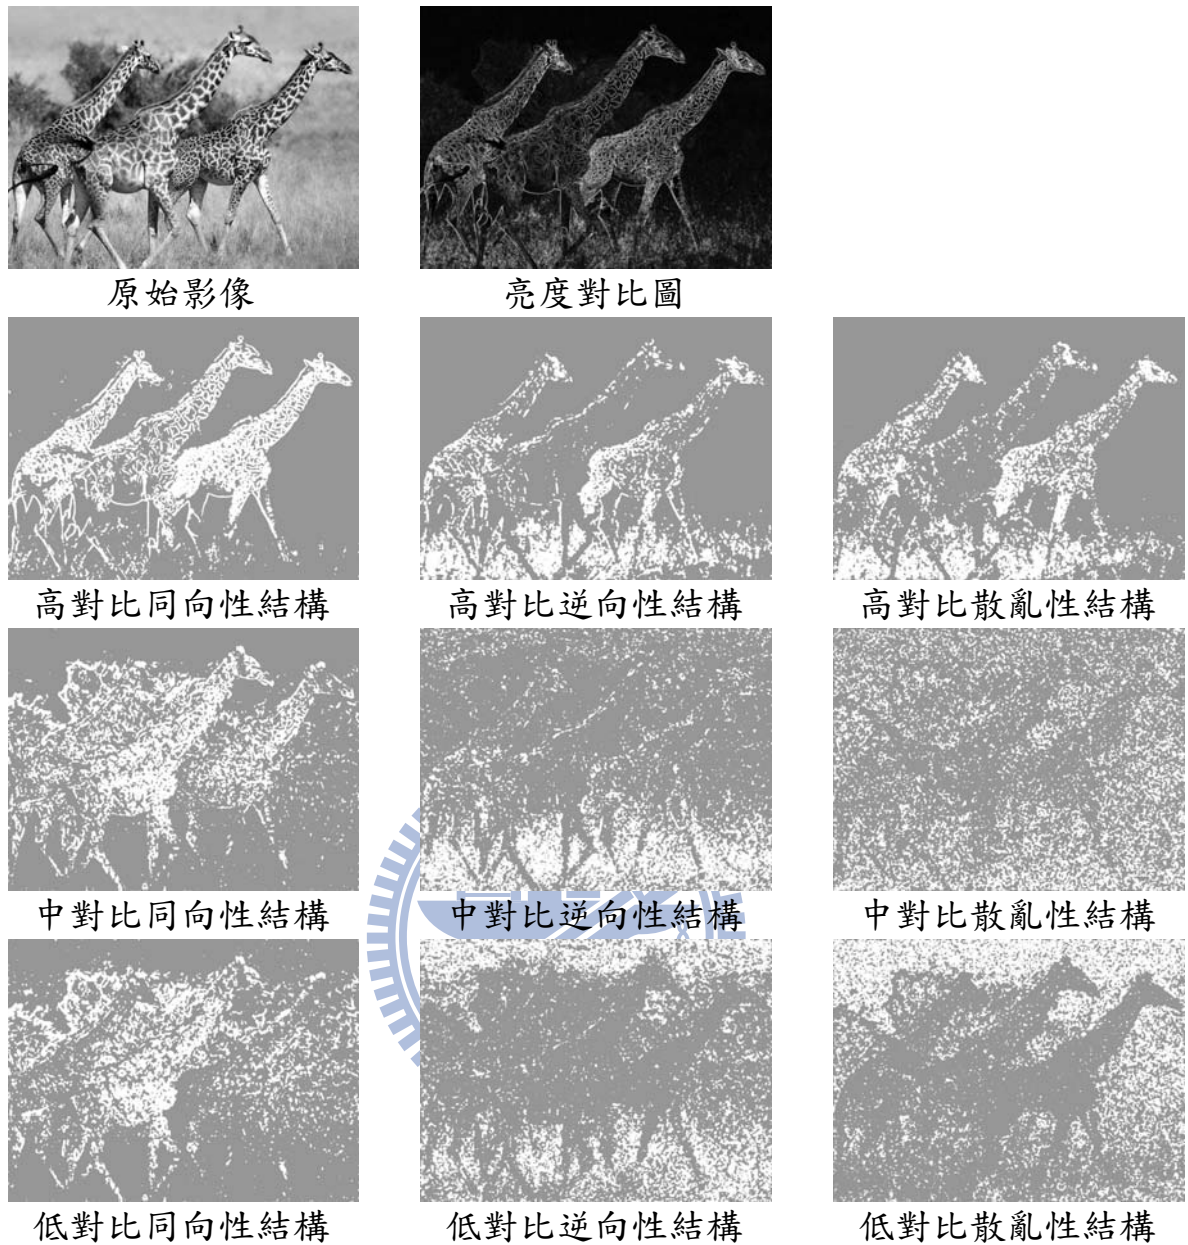 原始影像
亮度對比圖
高對比同向性結構
高對比逆向性結構
高對比散亂性結構
中對比同向性結構
中對比逆向性結構
中對比散亂性結構
低對比同向性結構
低對比逆向性結構
低對比散亂性結構